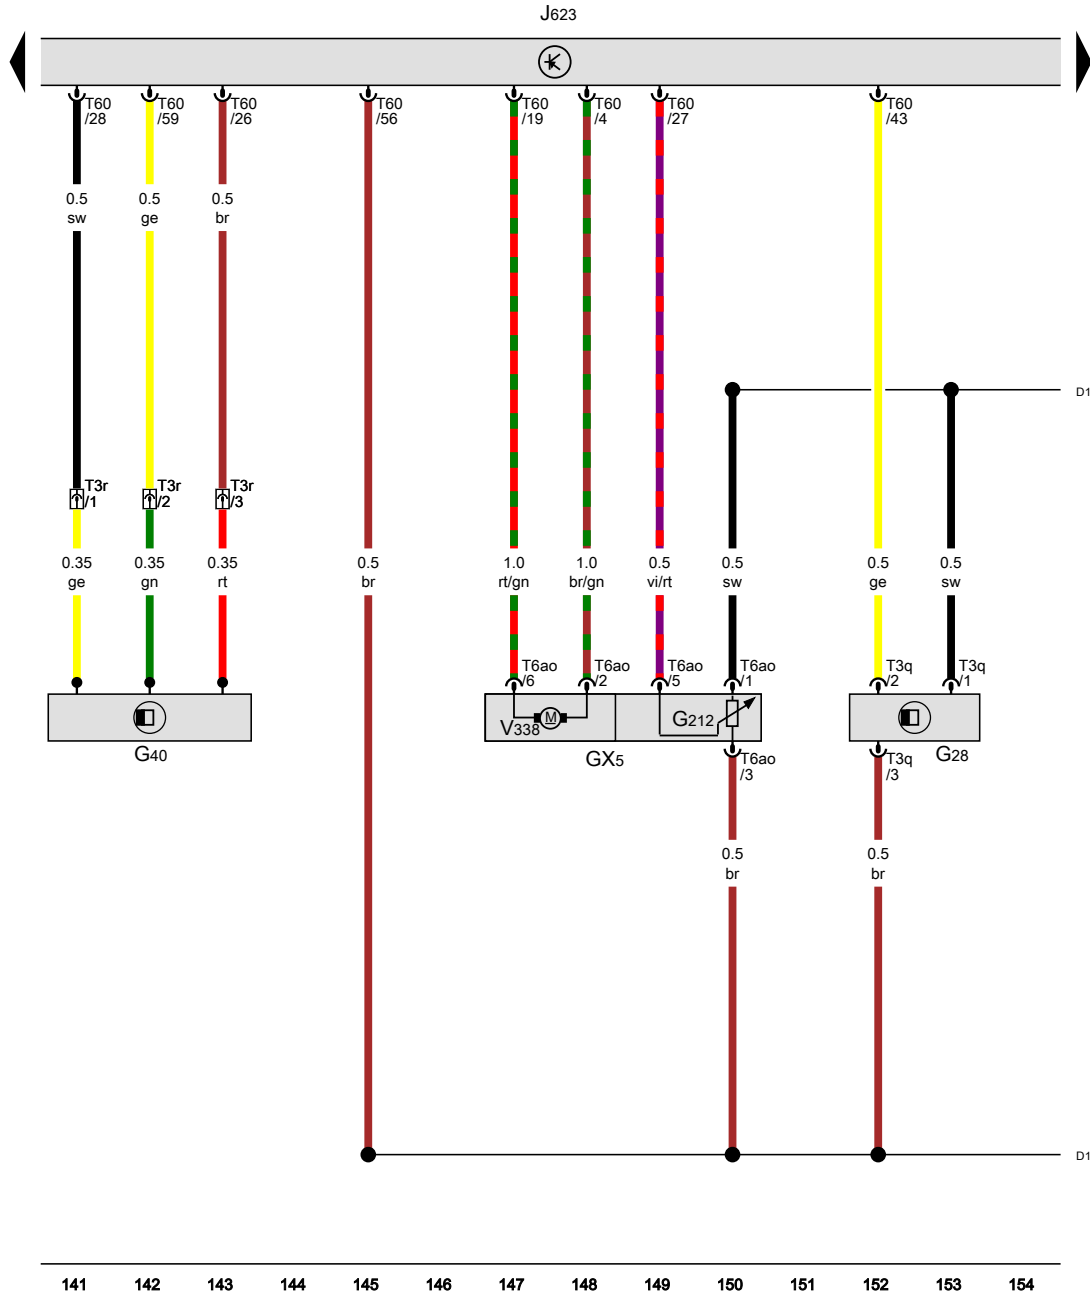 J623
T60 T60 T60 T60 T60 T60 T60 T60
/28 /59 /26 /56 /19 /4 /27 /43
0.5 0.5 0.5
sw ge br
D1
T3r T3r T3r
/1 /2 /3
0.35 0.35 0.35 0.5 1.0 1.0 0.5 0.5 0.5 0.5
ge gn rt br rt/gn br/gn vi/rt sw ge sw
T6ao T6ao T6ao T6ao T3q T3q
/6 /2 /5 /1 /2 /1
V338 M G212
G40 GX5 G28
T6ao T3q
/3 /3
0.5 0.5
br br
D1
141 142 143 144 145 146 147 148 149 150 151 152 153 154